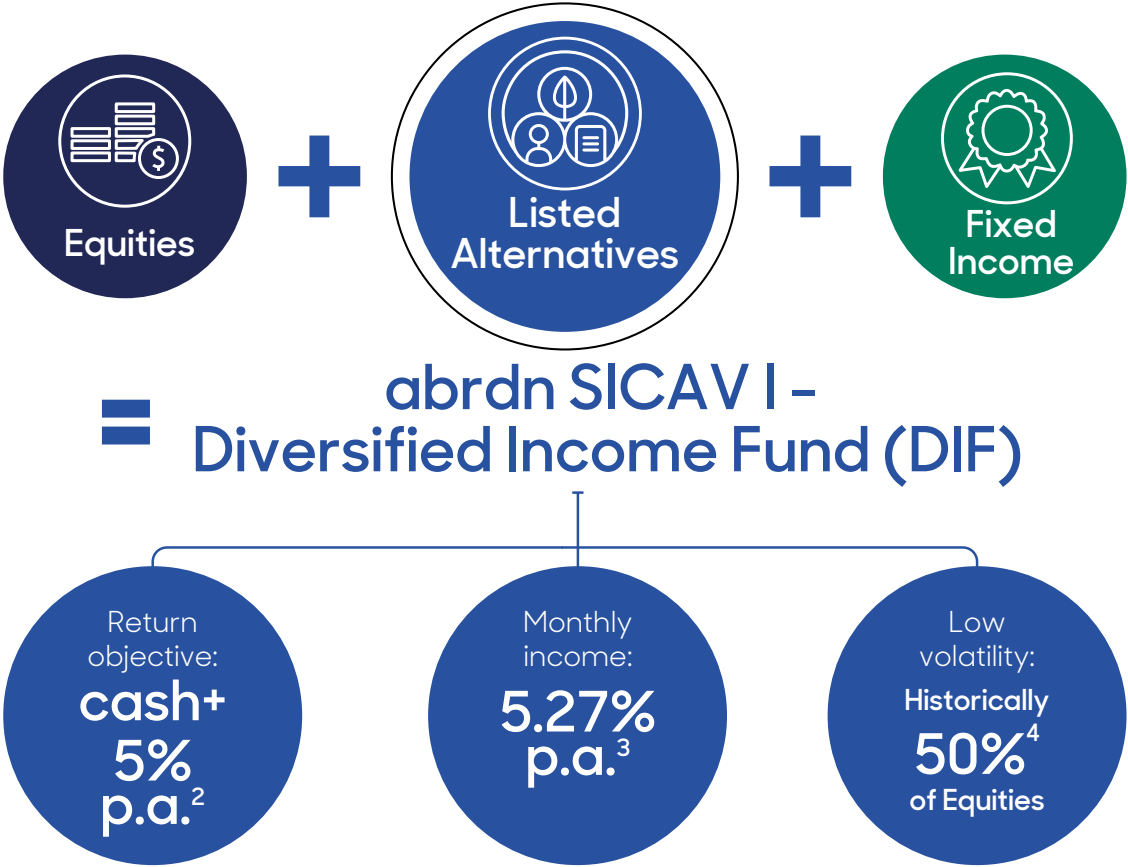 $
Equities
+
Listed
Alternatives
+
Fixed
Income
= abrdn SICAV I -
Diversified Income Fund (DIF)
Return
objective:
cash+
5%
p.a.²
Monthly
income:
5.27%
p.a.³
Low
volatility:
Historically
50%⁴
of Equities